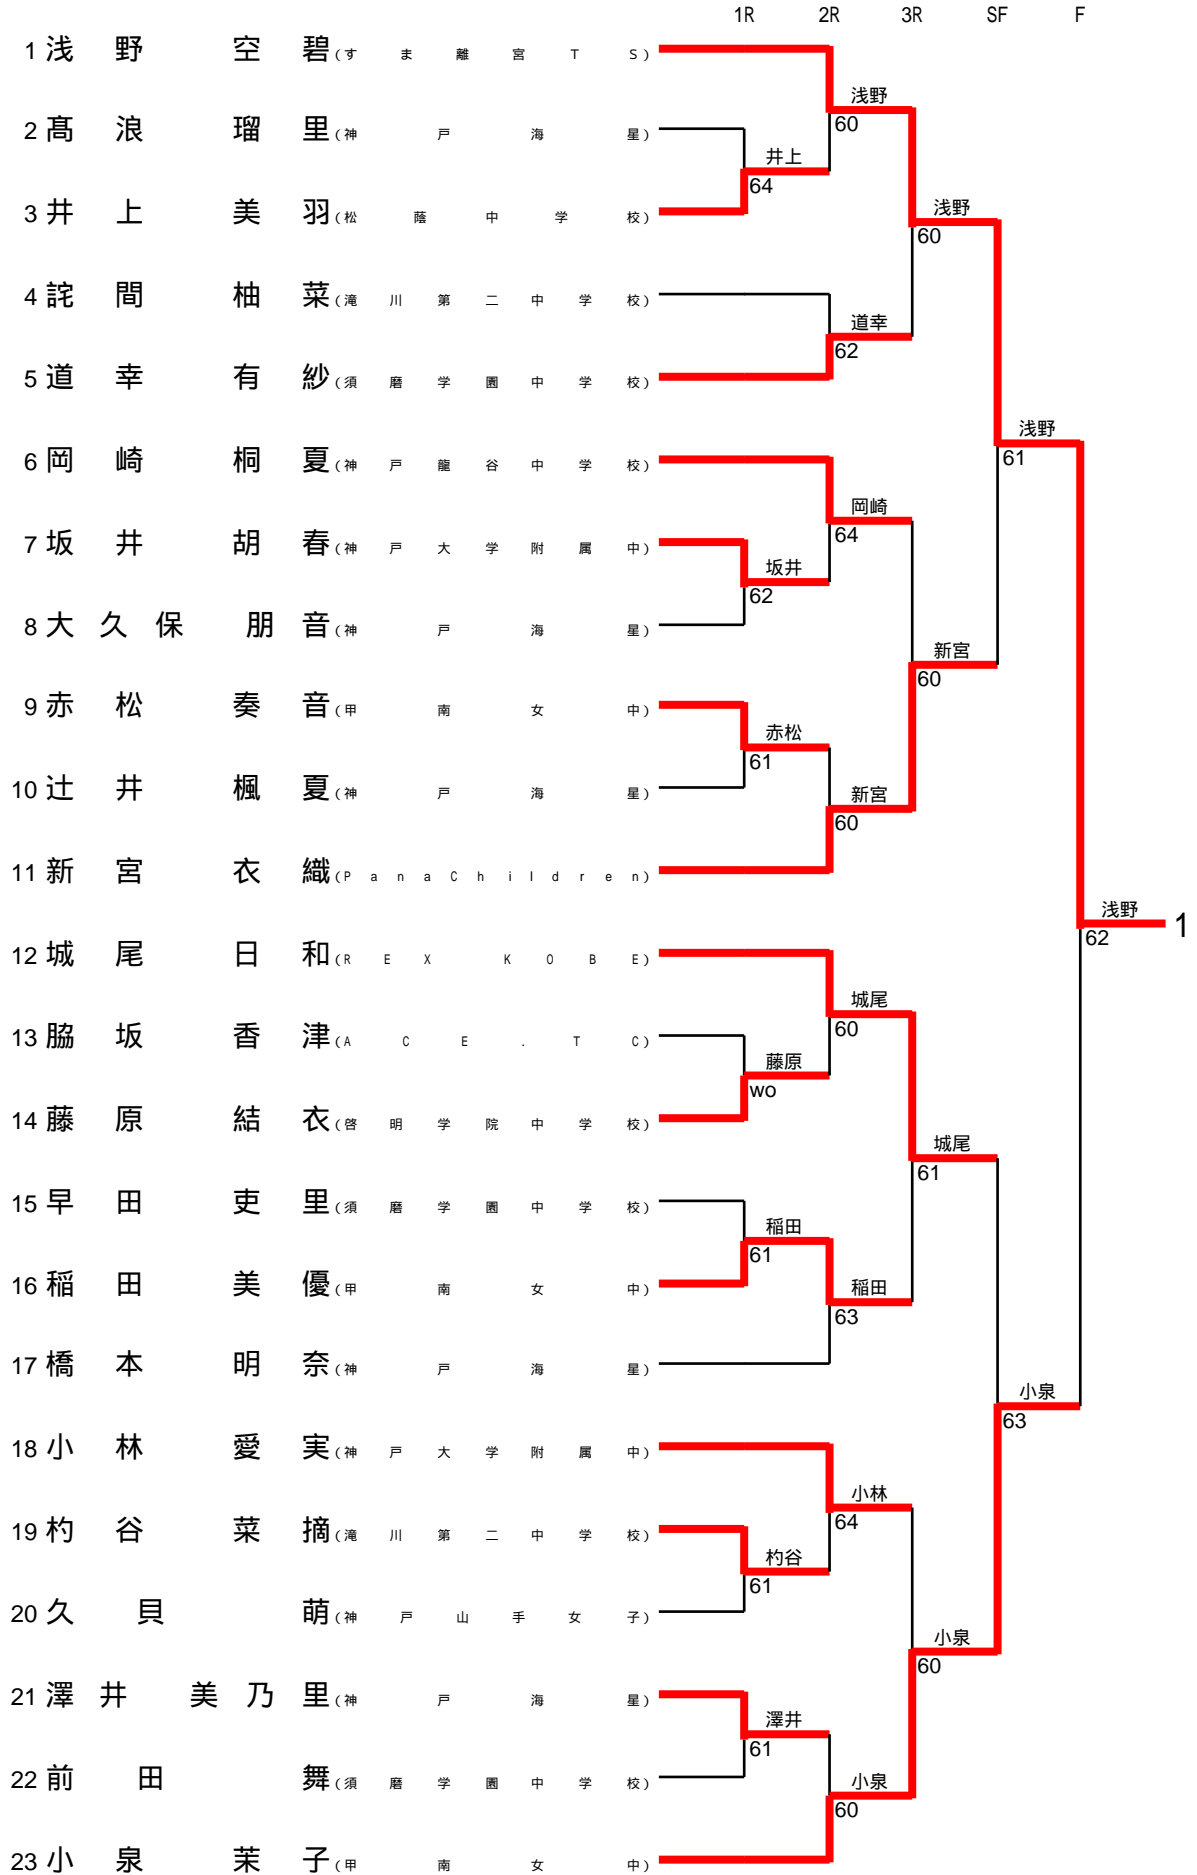 1R 2R 3R SF F
1 浅野 空碧 (すま離宮TS)
浅野
60
2 髙浪 瑠里 (神戸海星)
井上
64
3 井上 美羽 (松蔭中学校)
浅野
60
4 詫間 柚菜 (滝川第二中学校)
道幸
62
5 道幸 有紗 (須磨学園中学校)
浅野
61
6 岡崎 桐夏 (神戸龍谷中学校)
岡崎
64
7 坂井 胡春 (神戸大学附属中)
坂井
62
8 大久保 朋音 (神戸海星)
新宮
60
9 赤松 奏音 (甲南女中)
赤松
61
10 辻井 楓夏 (神戸海星)
新宮
60
11 新宮 衣織 (PanaChildren)
浅野 1
62
12 城尾 日和 (REX KOBE)
城尾
60
13 脇坂 香津 (ACE.TC)
藤原
wo
14 藤原 結衣 (啓明学院中学校)
城尾
61
15 早田 吏里 (須磨学園中学校)
稲田
61
16 稲田 美優 (甲南女中)
稲田
63
17 橋本 明奈 (神戸海星)
小泉
63
18 小林 愛実 (神戸大学附属中)
小林
64
19 杓谷 菜摘 (滝川第二中学校)
杓谷
61
20 久貝 萌 (神戸山手女子)
小泉
60
21 澤井 美乃里 (神戸海星)
澤井
61
22 前田 舞 (須磨学園中学校)
小泉
60
23 小泉 茉子 (甲南女中)